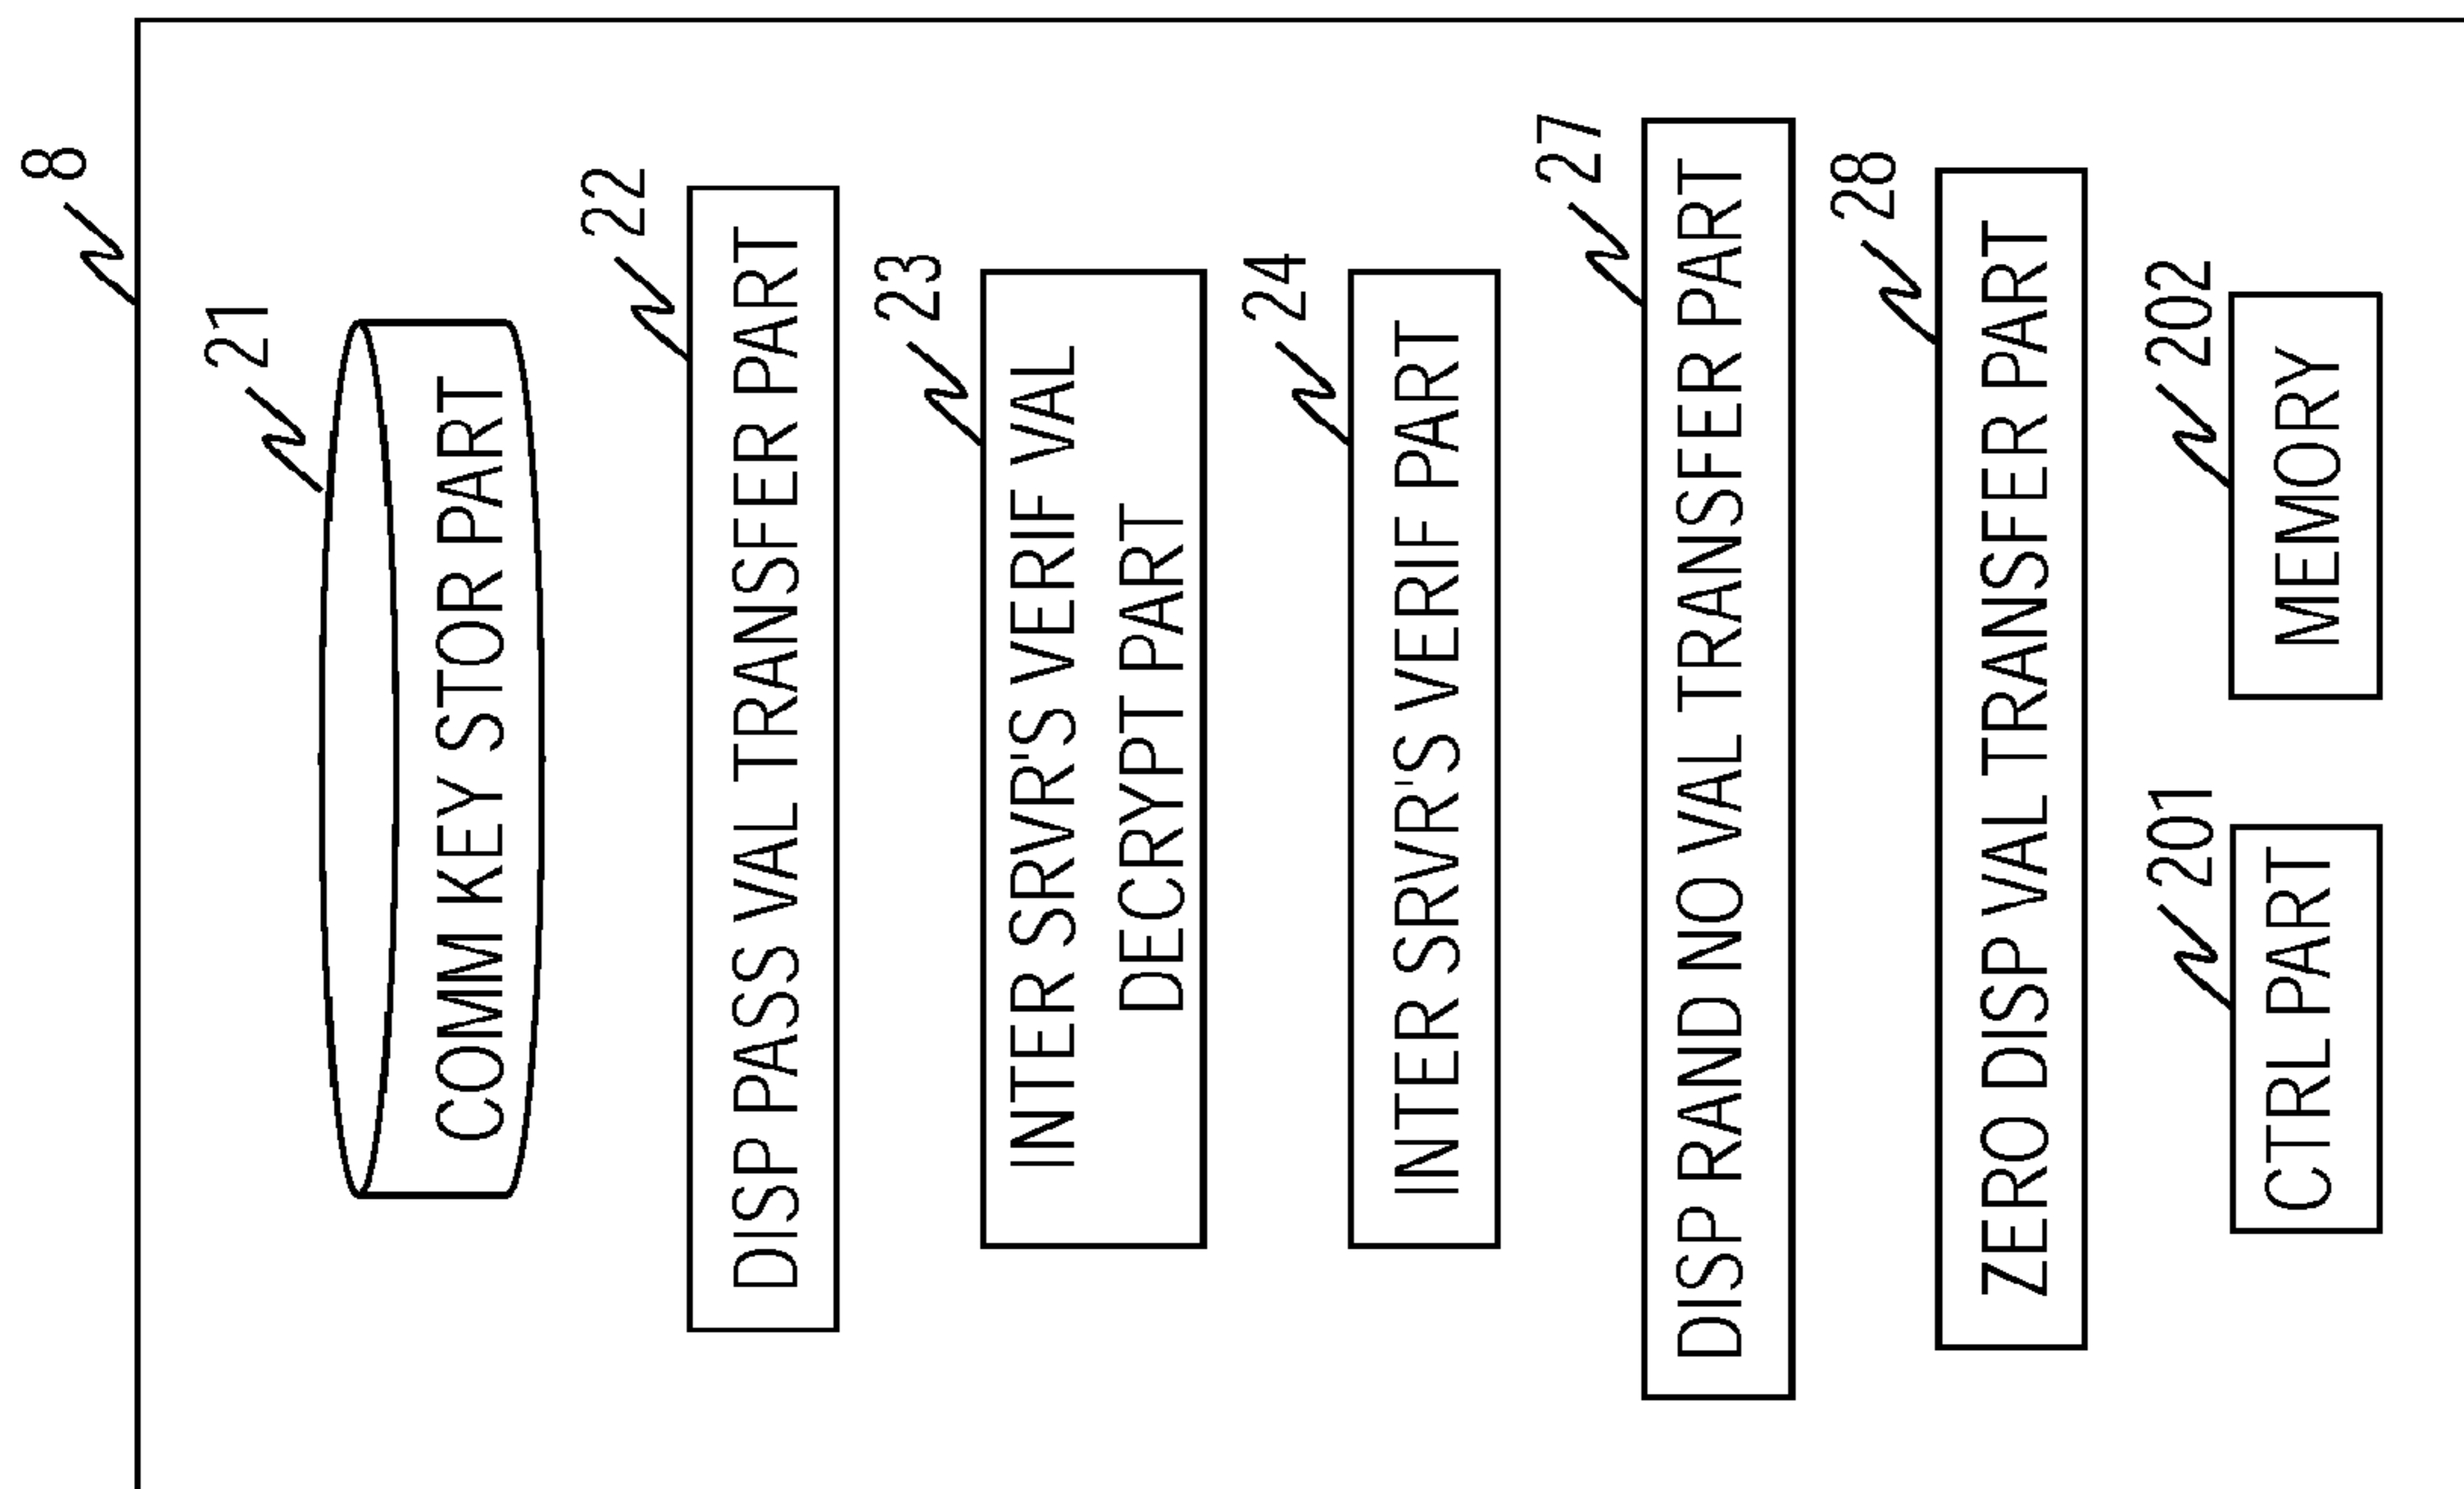 8
21
COMM KEY STOR PART
22
DISP PASS VAL TRANSFER PART
23
INTER SRVR'S VERIF VAL
DECRYPT PART
24
INTER SRVR'S VERIF PART
27
DISP RAND NO VAL TRANSFER PART
28
ZERO DISP VAL TRANSFER PART
201
CTRL PART
202
MEMORY